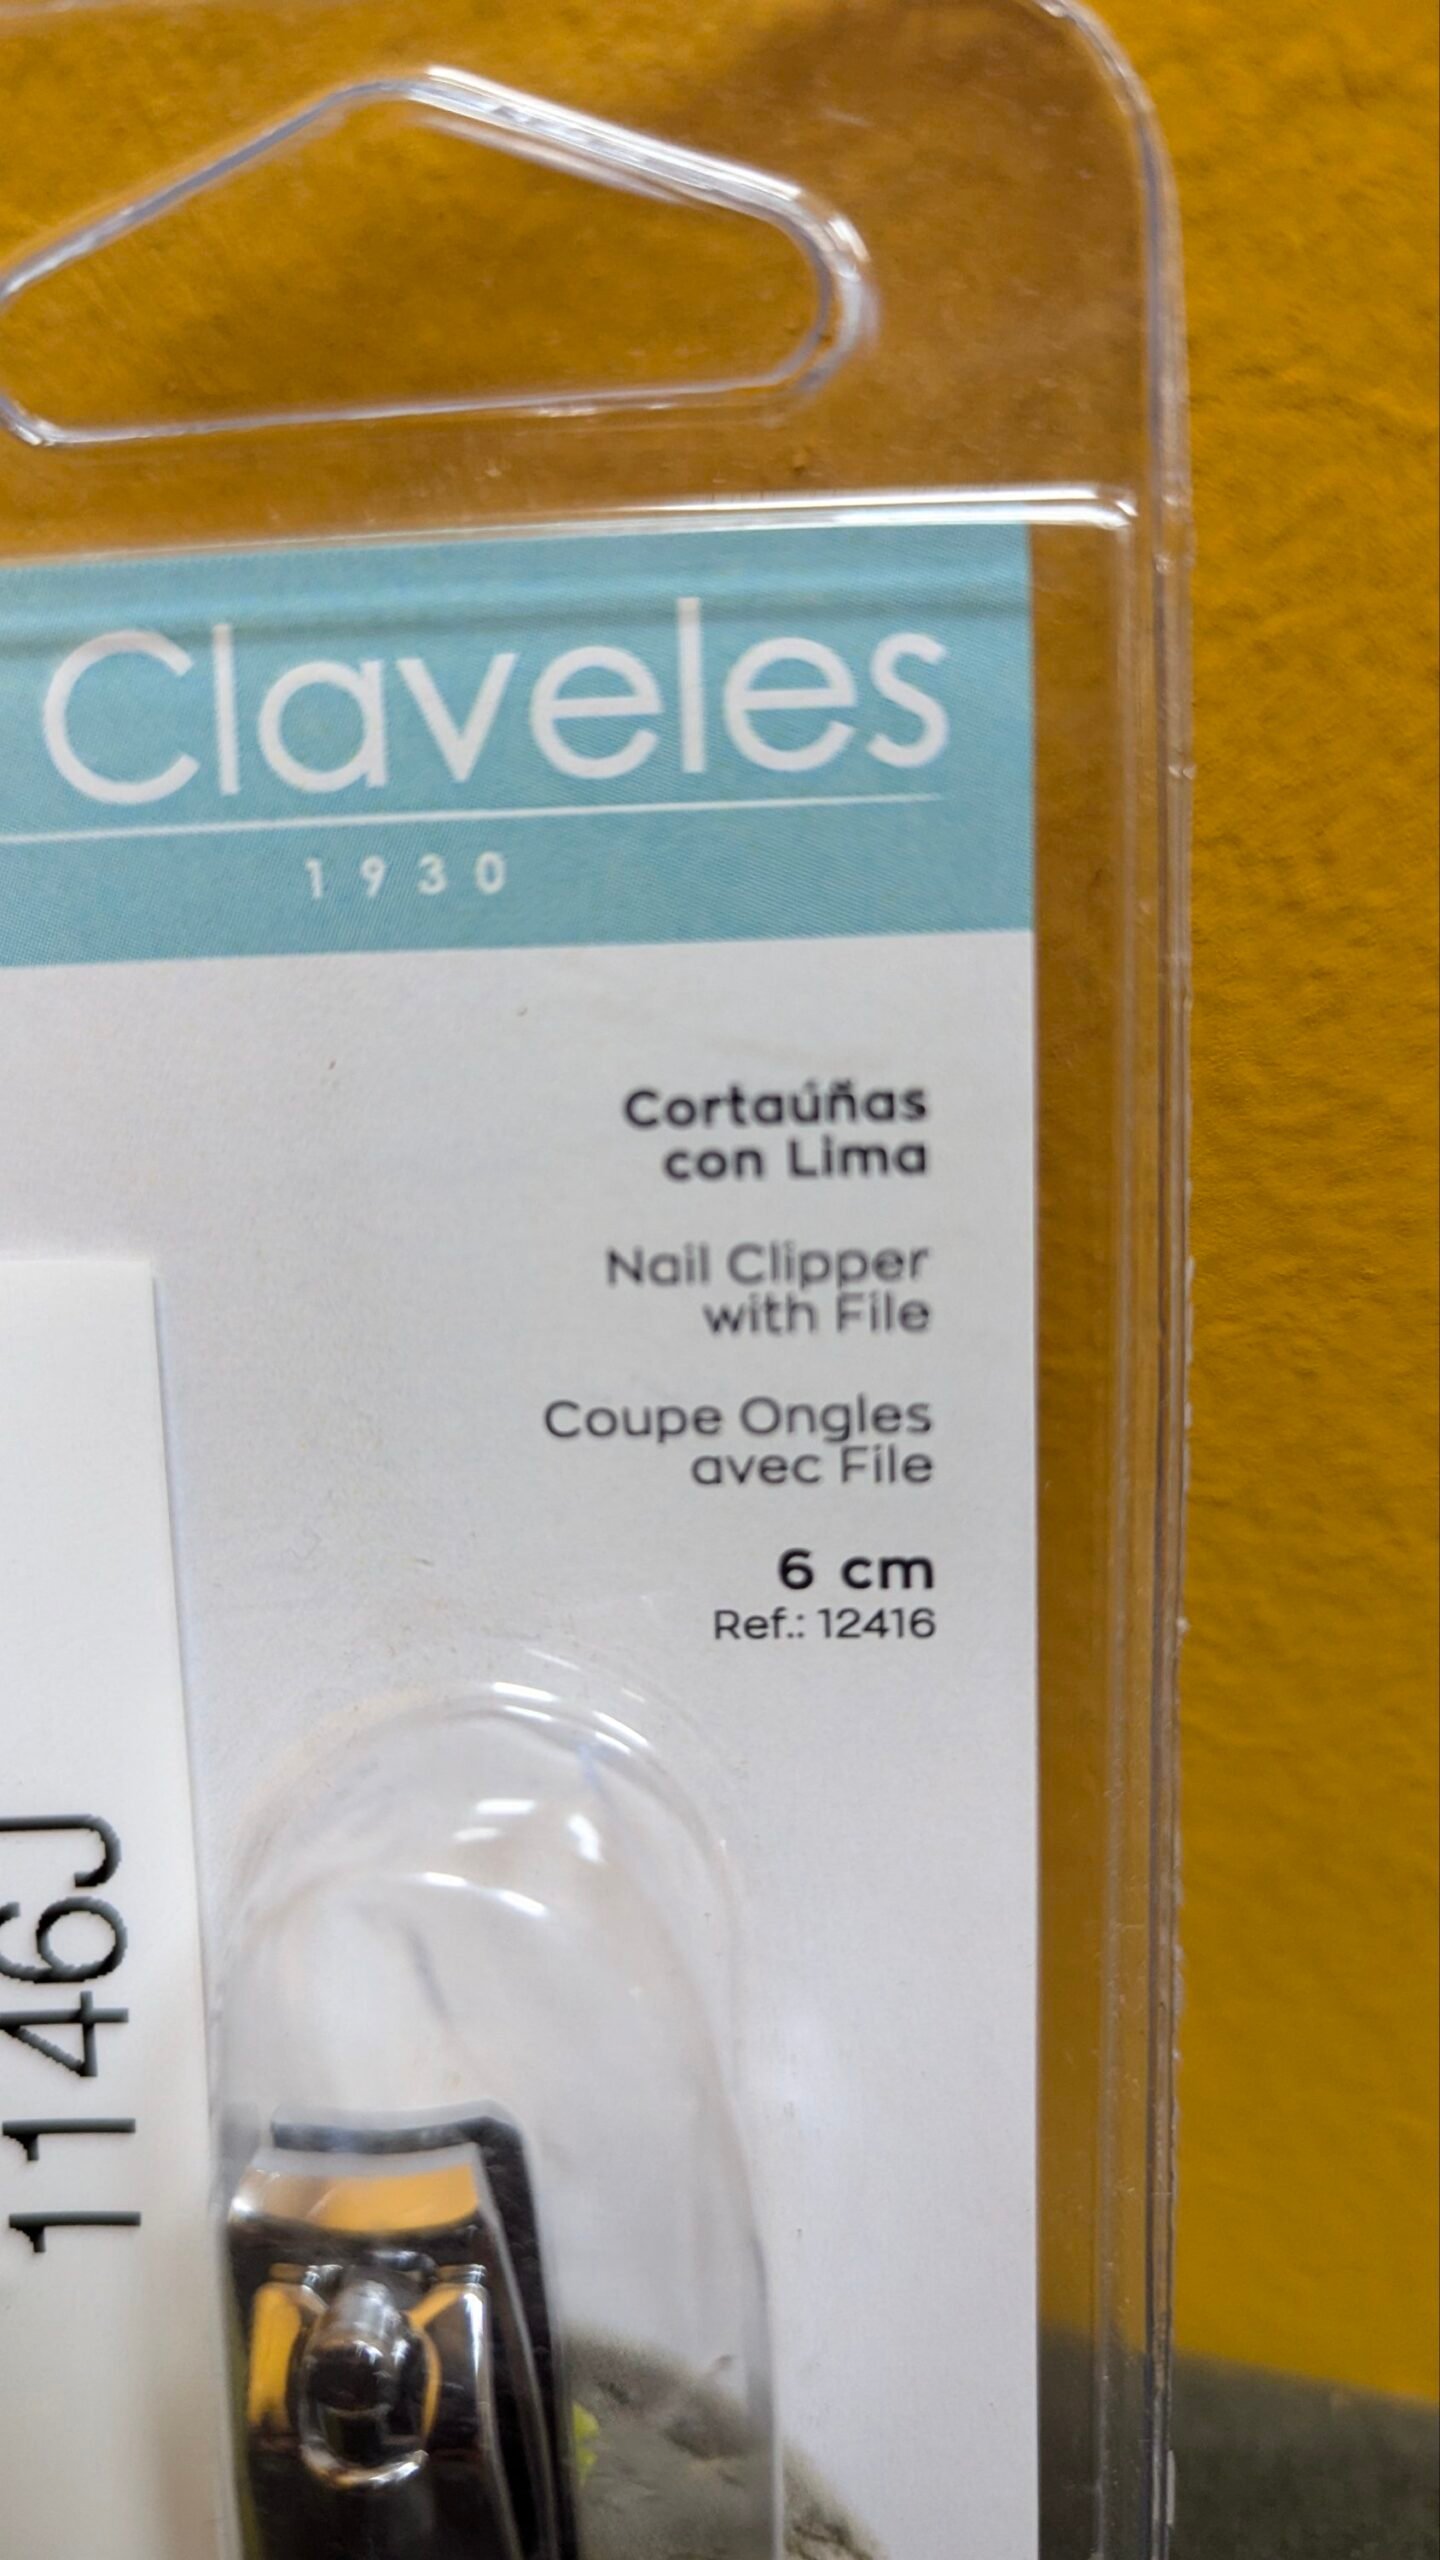 Claveles
1930
Cortaúñas
con Lima
Nail Clipper
with File
Coupe Ongles
avec File
6 cm
Ref.: 12416
1146J